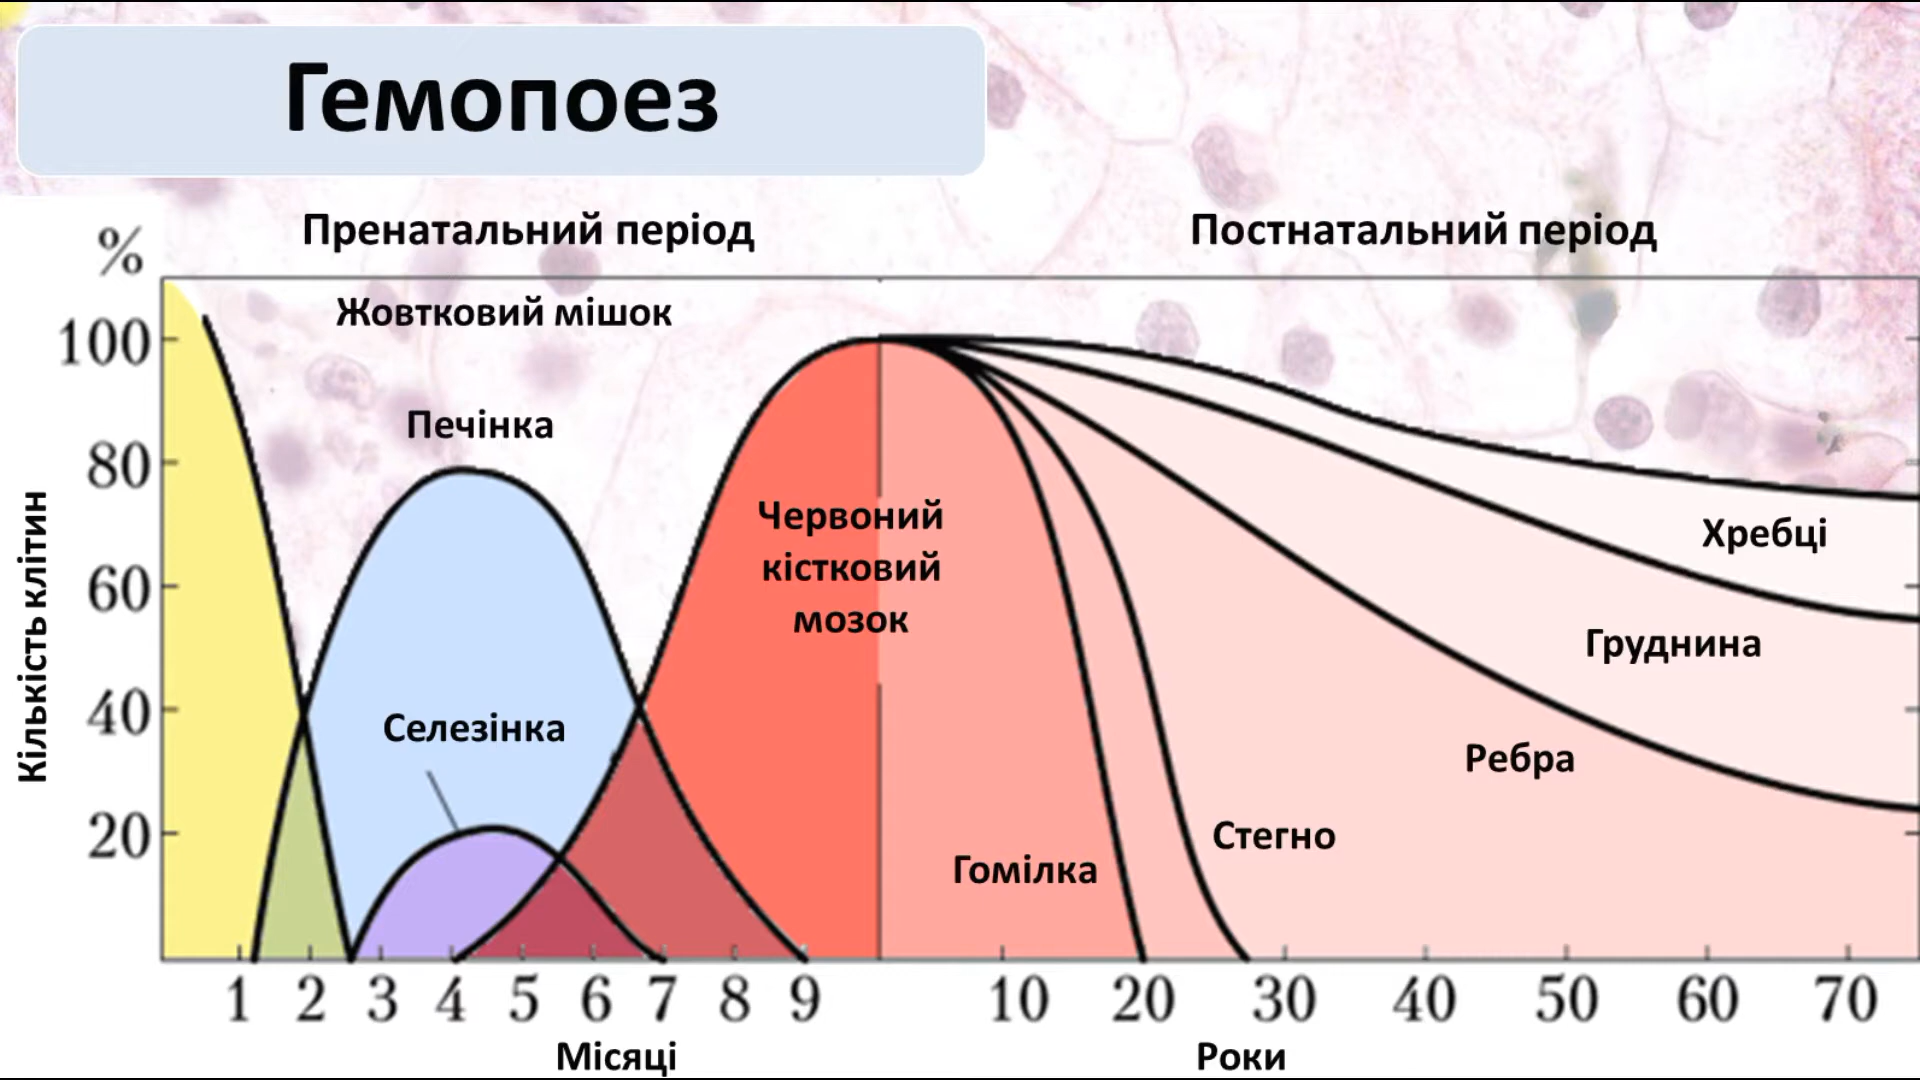 Гемопоез
Пренатальний період
Постнатальний період
%
Жовтковий мішок
100
Печінка
80
Червоний
кістковий
мозок
Хребці
60
Груднина
Кількість клітин
40
Селезінка
Ребра
20
Стегно
Гомілка
1 2 3 4 5 6 7 8 9 10 20 30 40 50 60 70
Місяці
Роки